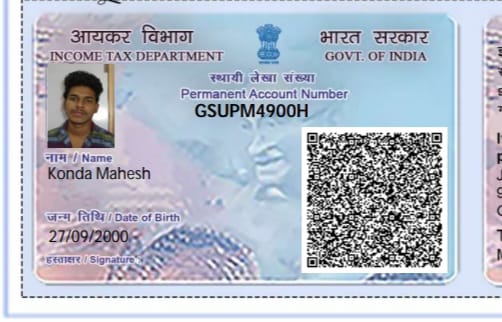 आयकर विभाग
INCOME TAX DEPARTMENT
भारत सरकार
GOVT. OF INDIA
स्थायी लेखा संख्या
Permanent Account Number
GSUPM4900H
नाम / Name
Konda Mahesh
जन्म तिथि / Date of Birth
27/09/2000
हस्ताक्षर / Signature